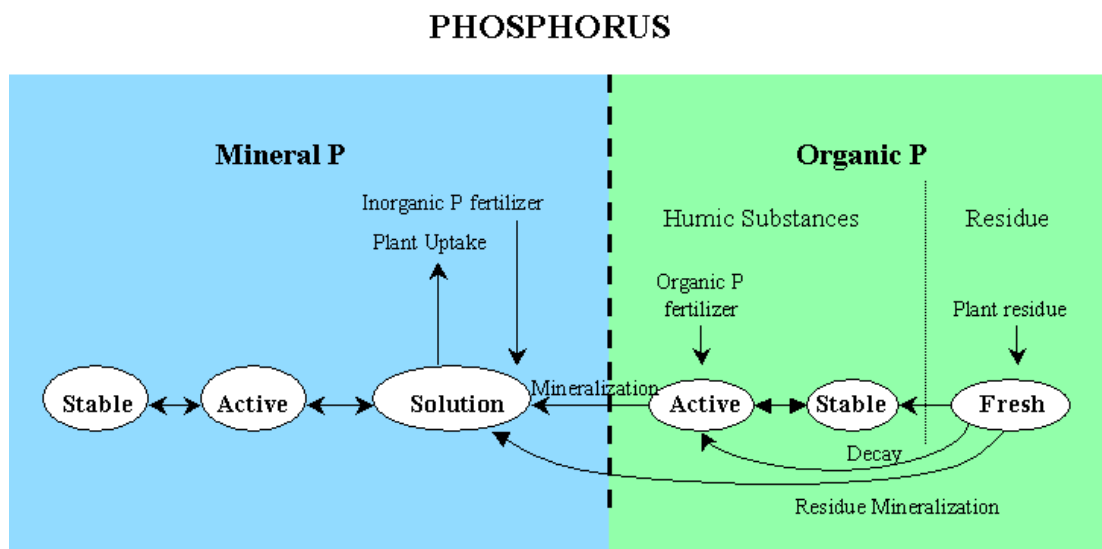 PHOSPHORUS
Mineral P
Organic P
Inorganic P fertilizer
Plant Uptake
Humic Substances
Residue
Organic P
fertilizer
Plant residue
Stable
Active
Solution
Mineralization
Active
Stable
Fresh
Decay
Residue Mineralization